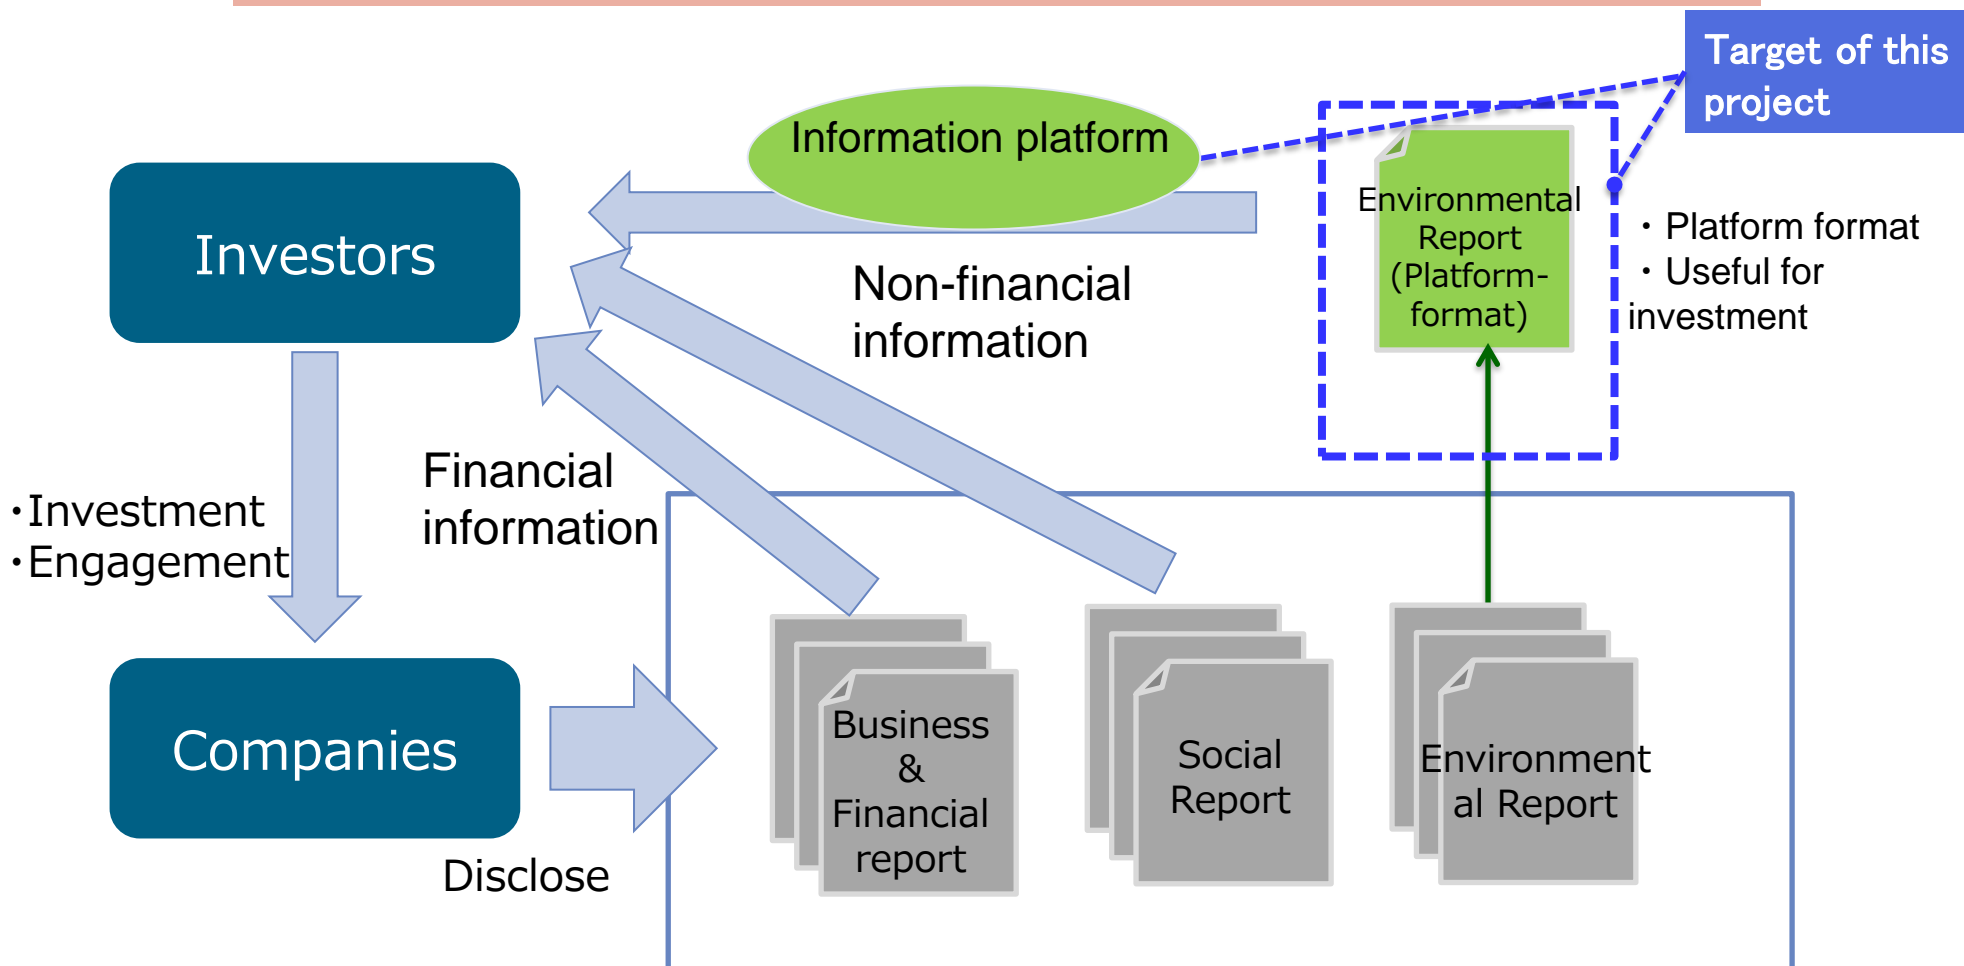 Target of this
project
Information platform
Environmental
Report
(Platform-
format)
・Platform format
・Useful for
investment
Investors
Non-financial
information
Financial
information
・Investment
・Engagement
Companies
Disclose
Business
&
Financial
report
Social
Report
Environment
al Report